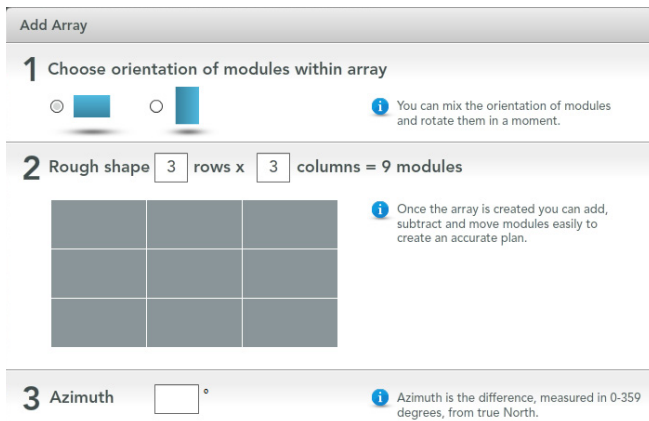 Add Array
1 Choose orientation of modules within array
You can mix the orientation of modules
and rotate them in a moment.
2 Rough shape 3 rows x 3 columns = 9 modules
Once the array is created you can add,
subtract and move modules easily to
create an accurate plan.
3 Azimuth °
Azimuth is the difference, measured in 0-359
degrees, from true North.